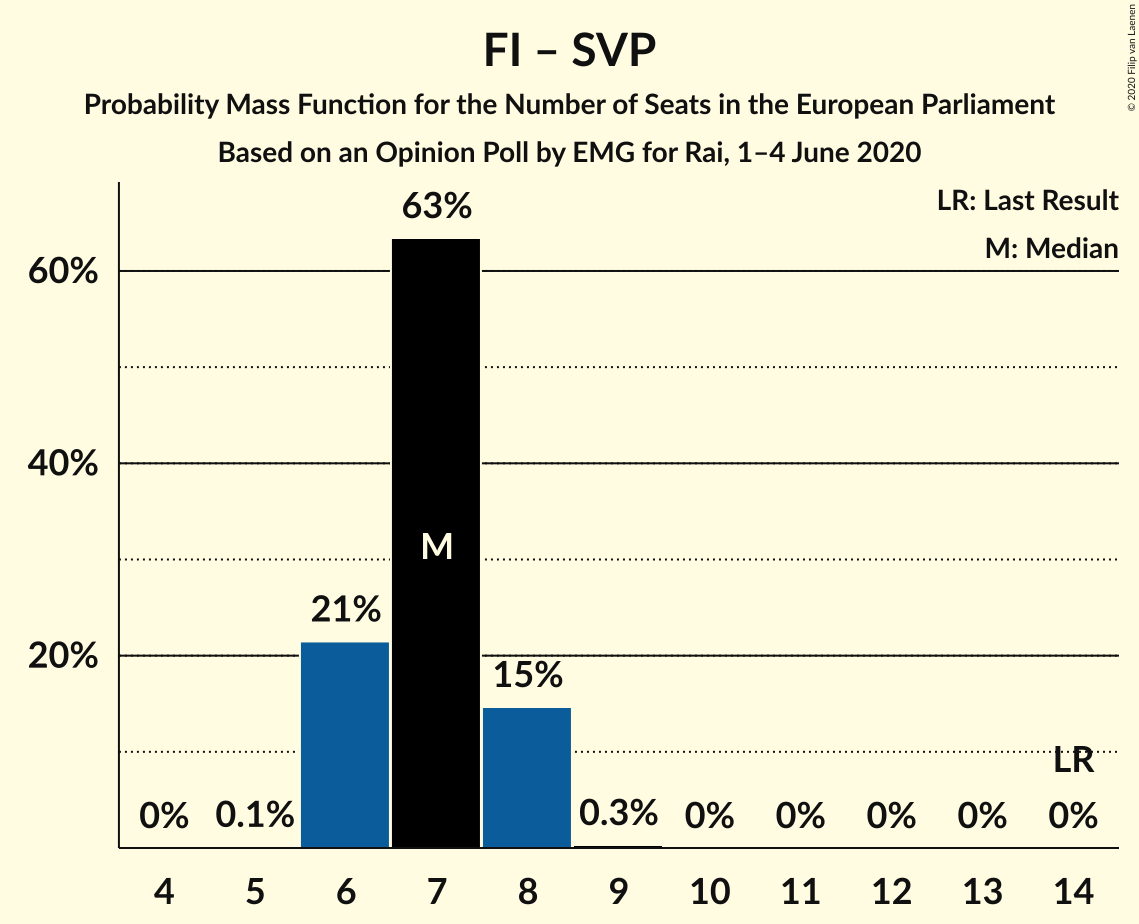 FI – SVP
Probability Mass Function for the Number of Seats in the European Parliament
Based on an Opinion Poll by EMG for Rai, 1–4 June 2020
© 2020 Filip van Laenen
LR: Last Result
M: Median
63%
60%
40%
M
21%
20%
15%
LR
0% 0.1% 0.3% 0% 0% 0% 0% 0%
4 5 6 7 8 9 10 11 12 13 14